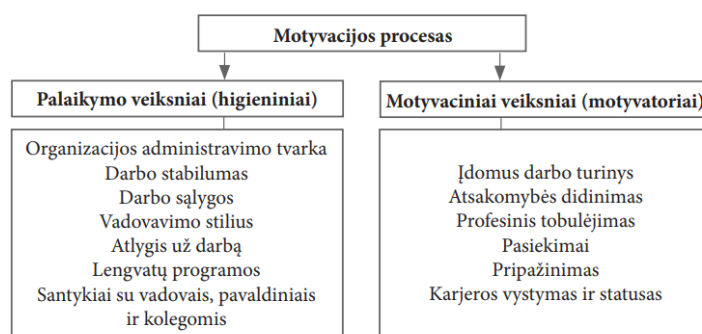 Motyvacijos procesas
Palaikymo veiksniai (higieniniai)
Organizacijos administravimo tvarka
Darbo stabilumas
Darbo sąlygos
Vadovavimo stilius
Atlygis už darbą
Lengvatų programos
Santykiai su vadovais, pavaldiniais
ir kolegomis
Motyvaciniai veiksniai (motyvatoriai)
Įdomus darbo turinys
Atsakomybės didinimas
Profesinis tobulėjimas
Pasiekimai
Pripažinimas
Karjeros vystymas ir statusas